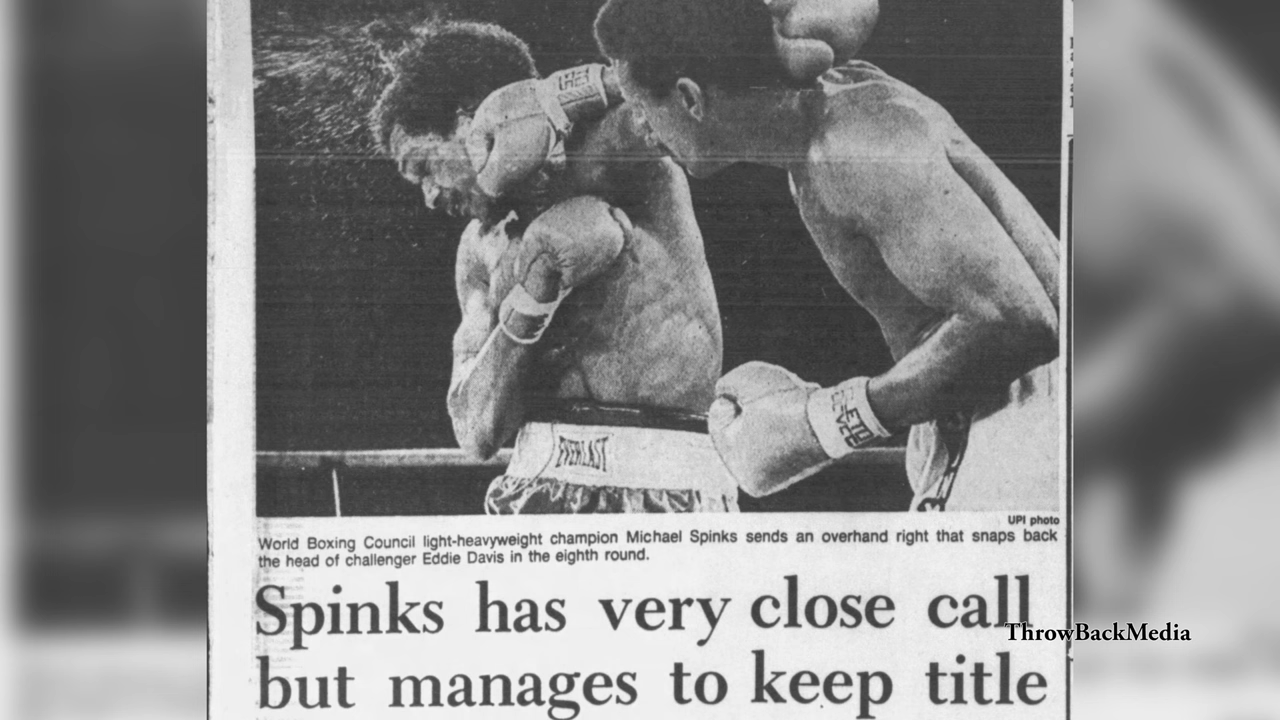 EVERLAST
UPI photo
World Boxing Council light-heavyweight champion Michael Spinks sends an overhand right that snaps back
the head of challenger Eddie Davis in the eighth round.
Spinks has very close call
ThrowBackMedia
but manages to keep title